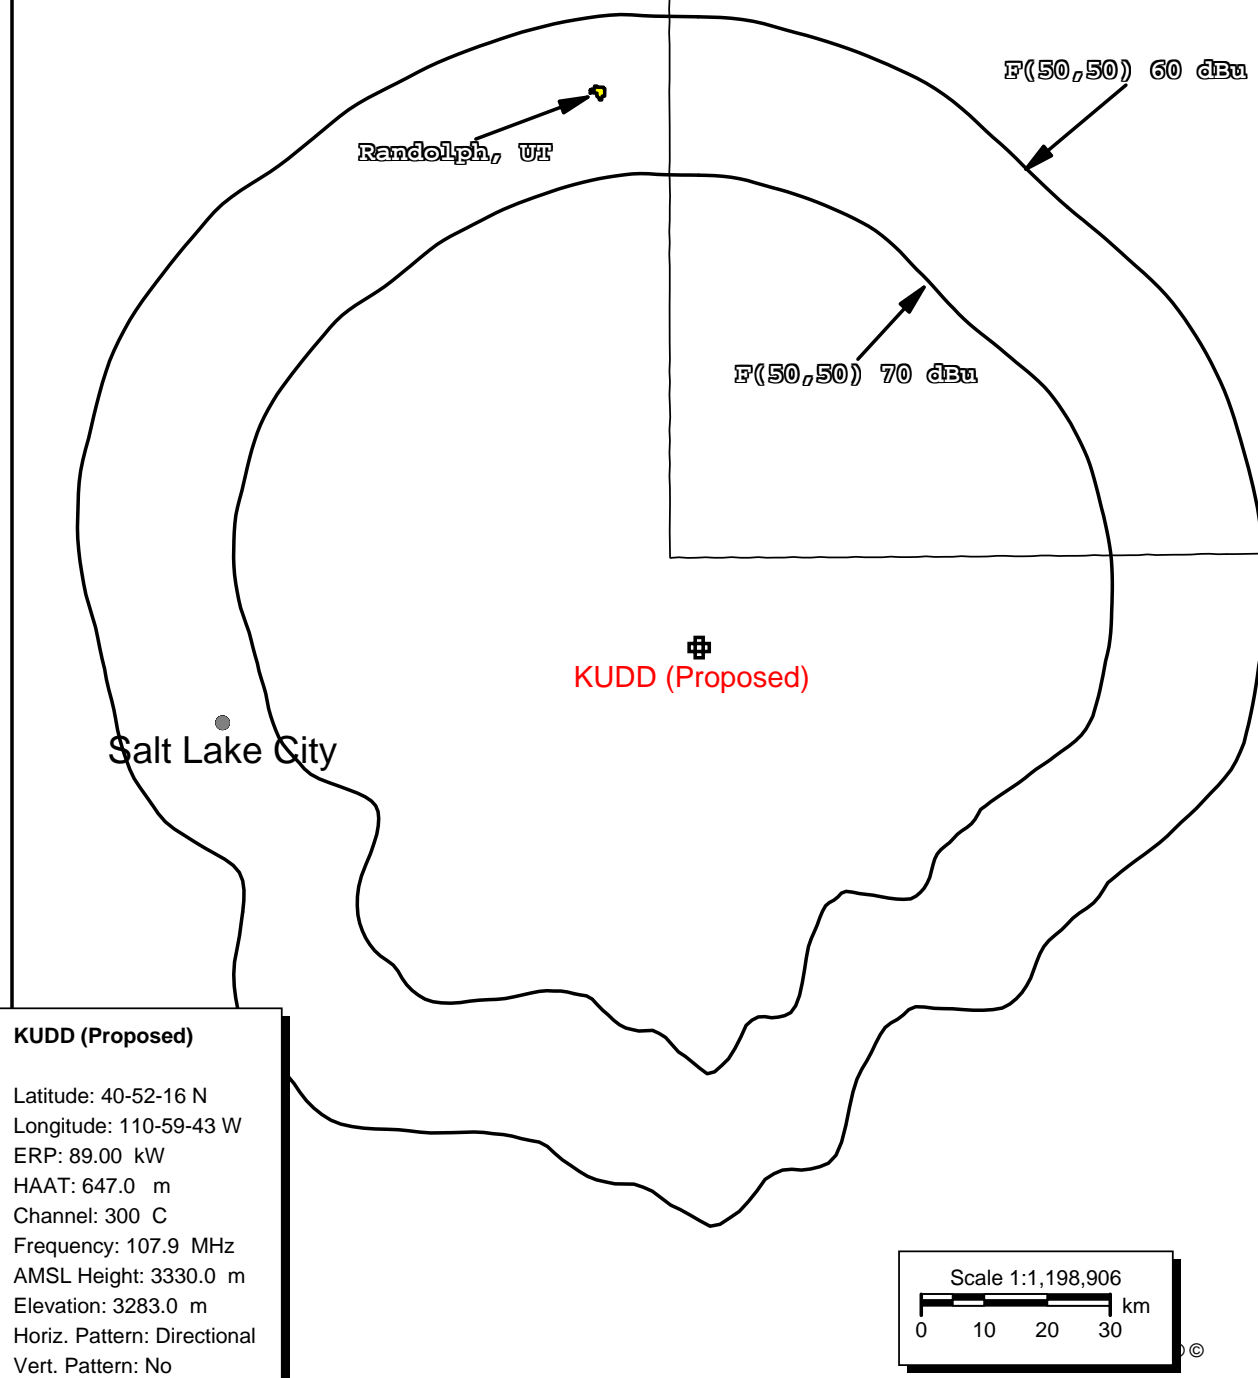 F(50,50) 60 dBu
Randolph, UT
F(50,50) 70 dBu
KUDD (Proposed)
Salt Lake City
KUDD (Proposed)
Latitude: 40-52-16 N
Longitude: 110-59-43 W
ERP: 89.00 kW
HAAT: 647.0 m
Channel: 300 C
Frequency: 107.9 MHz
AMSL Height: 3330.0 m
Elevation: 3283.0 m
Horiz. Pattern: Directional
Vert. Pattern: No
Scale 1:1,198,906
km
0 10 20 30
©